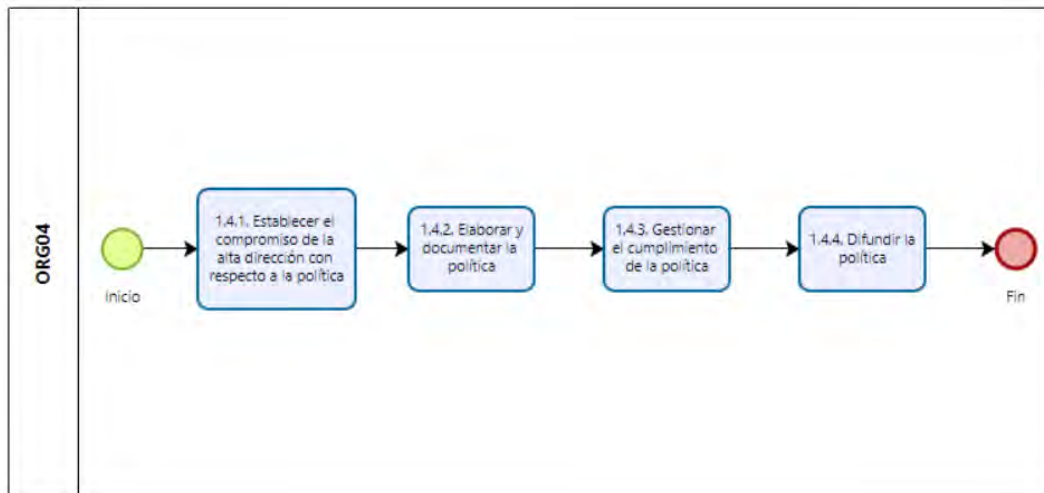 ORG04
Inicio
1.4.1. Establecer el
compromiso de la
alta dirección con
respecto a la política
1.4.2. Elaborar y
documentar la
política
1.4.3. Gestionar
el cumplimiento
de la política
1.4.4. Difundir la
política
Fin